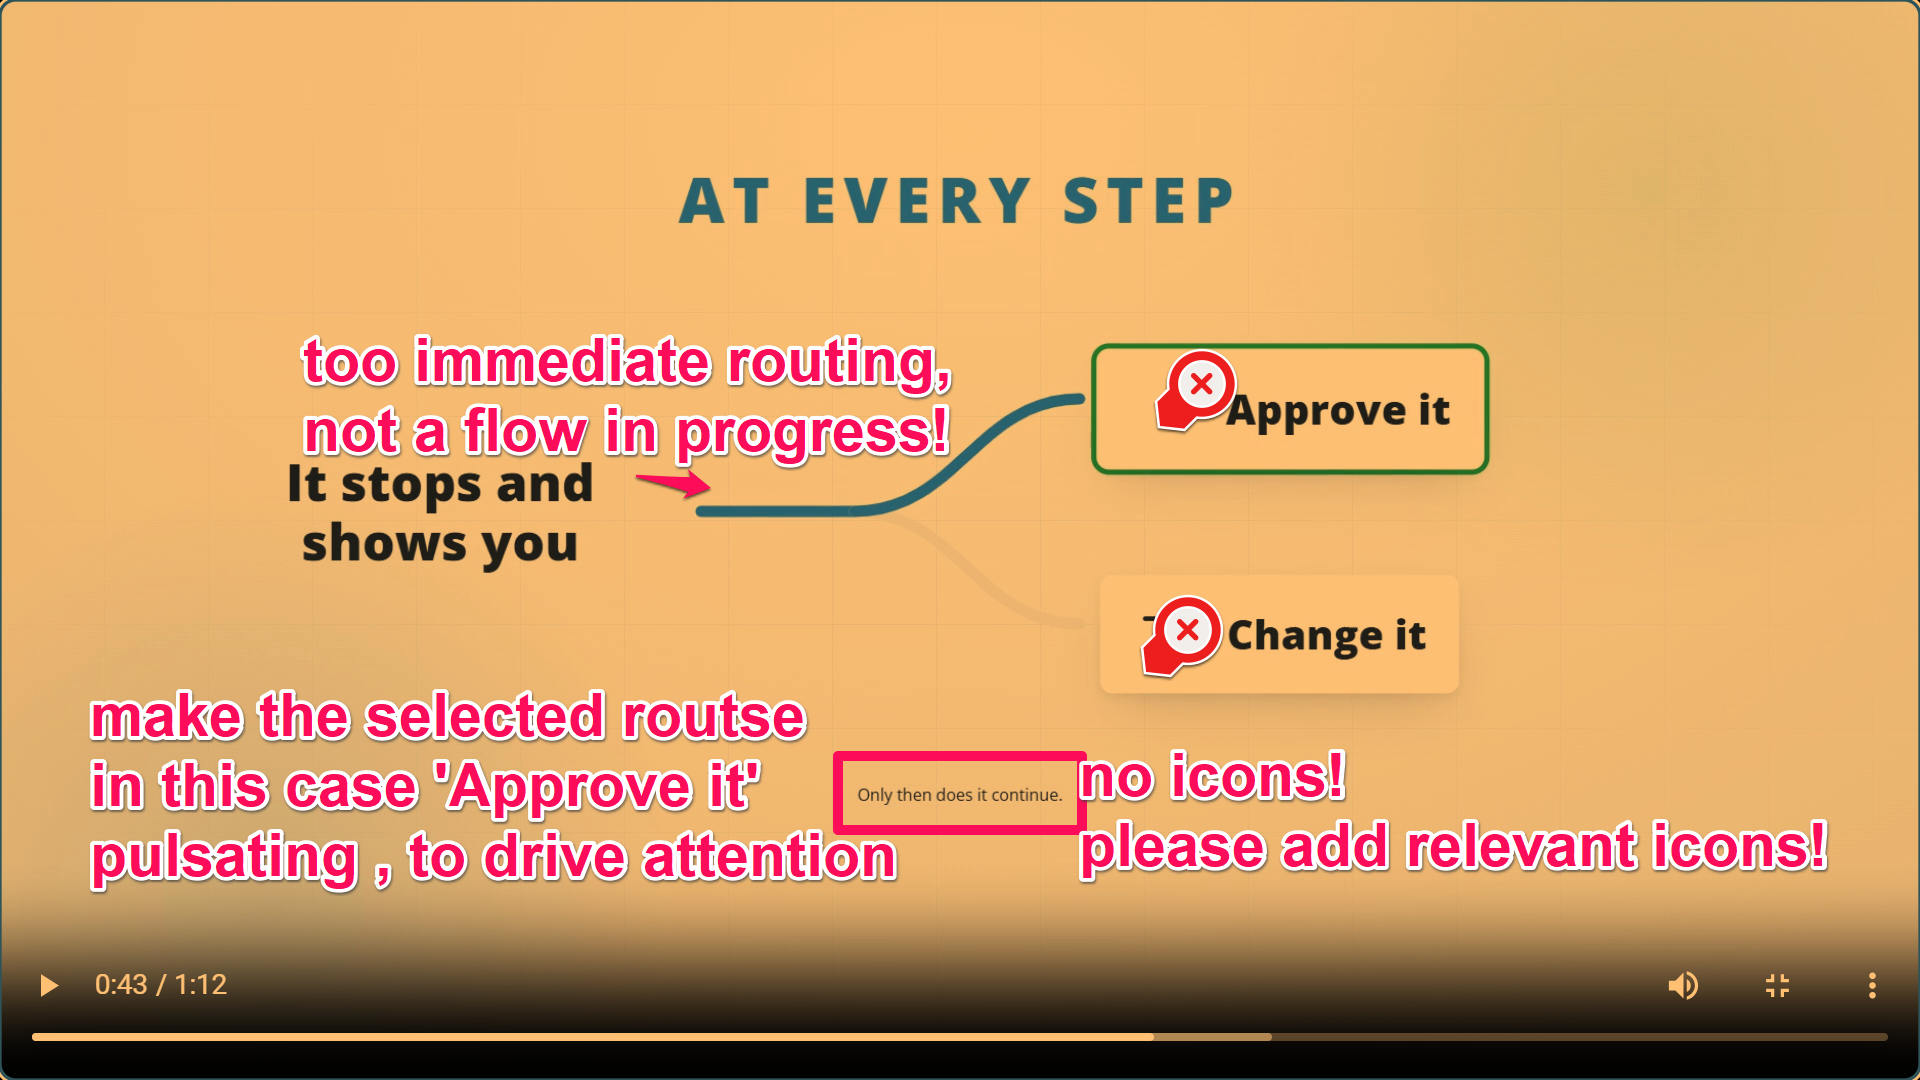 AT EVERY STEP
too immediate routing,
not a flow in progress!
It stops and
shows you
Approve it
Change it
make the selected routse
in this case 'Approve it'
pulsating , to drive attention
Only then does it continue.
no icons!
please add relevant icons!
0:43 / 1:12